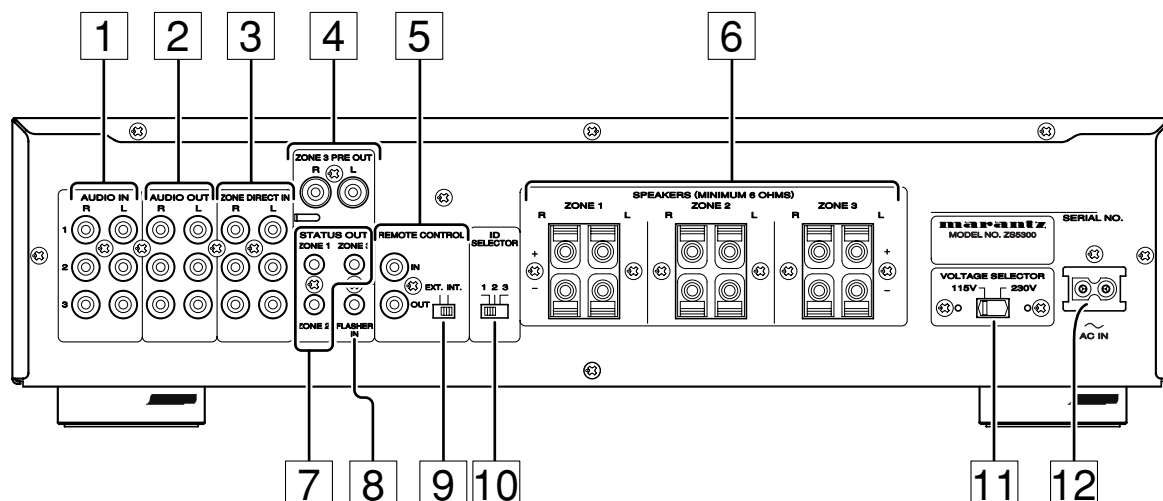 1 2 3 4 5 6
ZONE 3 PRE OUT
R L
AUDIO IN
R L
AUDIO OUT
R L
ZONE DIRECT IN
R L
1
2
3
STATUS OUT
ZONE 1 ZONE 3
ZONE 2
FLASHER
IN
REMOTE CONTROL
IN
OUT
EXT. INT.
ID
SELECTOR
1 2 3
SPEAKERS (MINIMUM 6 OHMS)
ZONE 1 ZONE 2 ZONE 3
R L R L R L
+ +
− −
marantz
MODEL NO. ZS5300
SERIAL NO.
VOLTAGE SELECTOR
115V 230V
~
AC IN
7 8 9 10 11 12